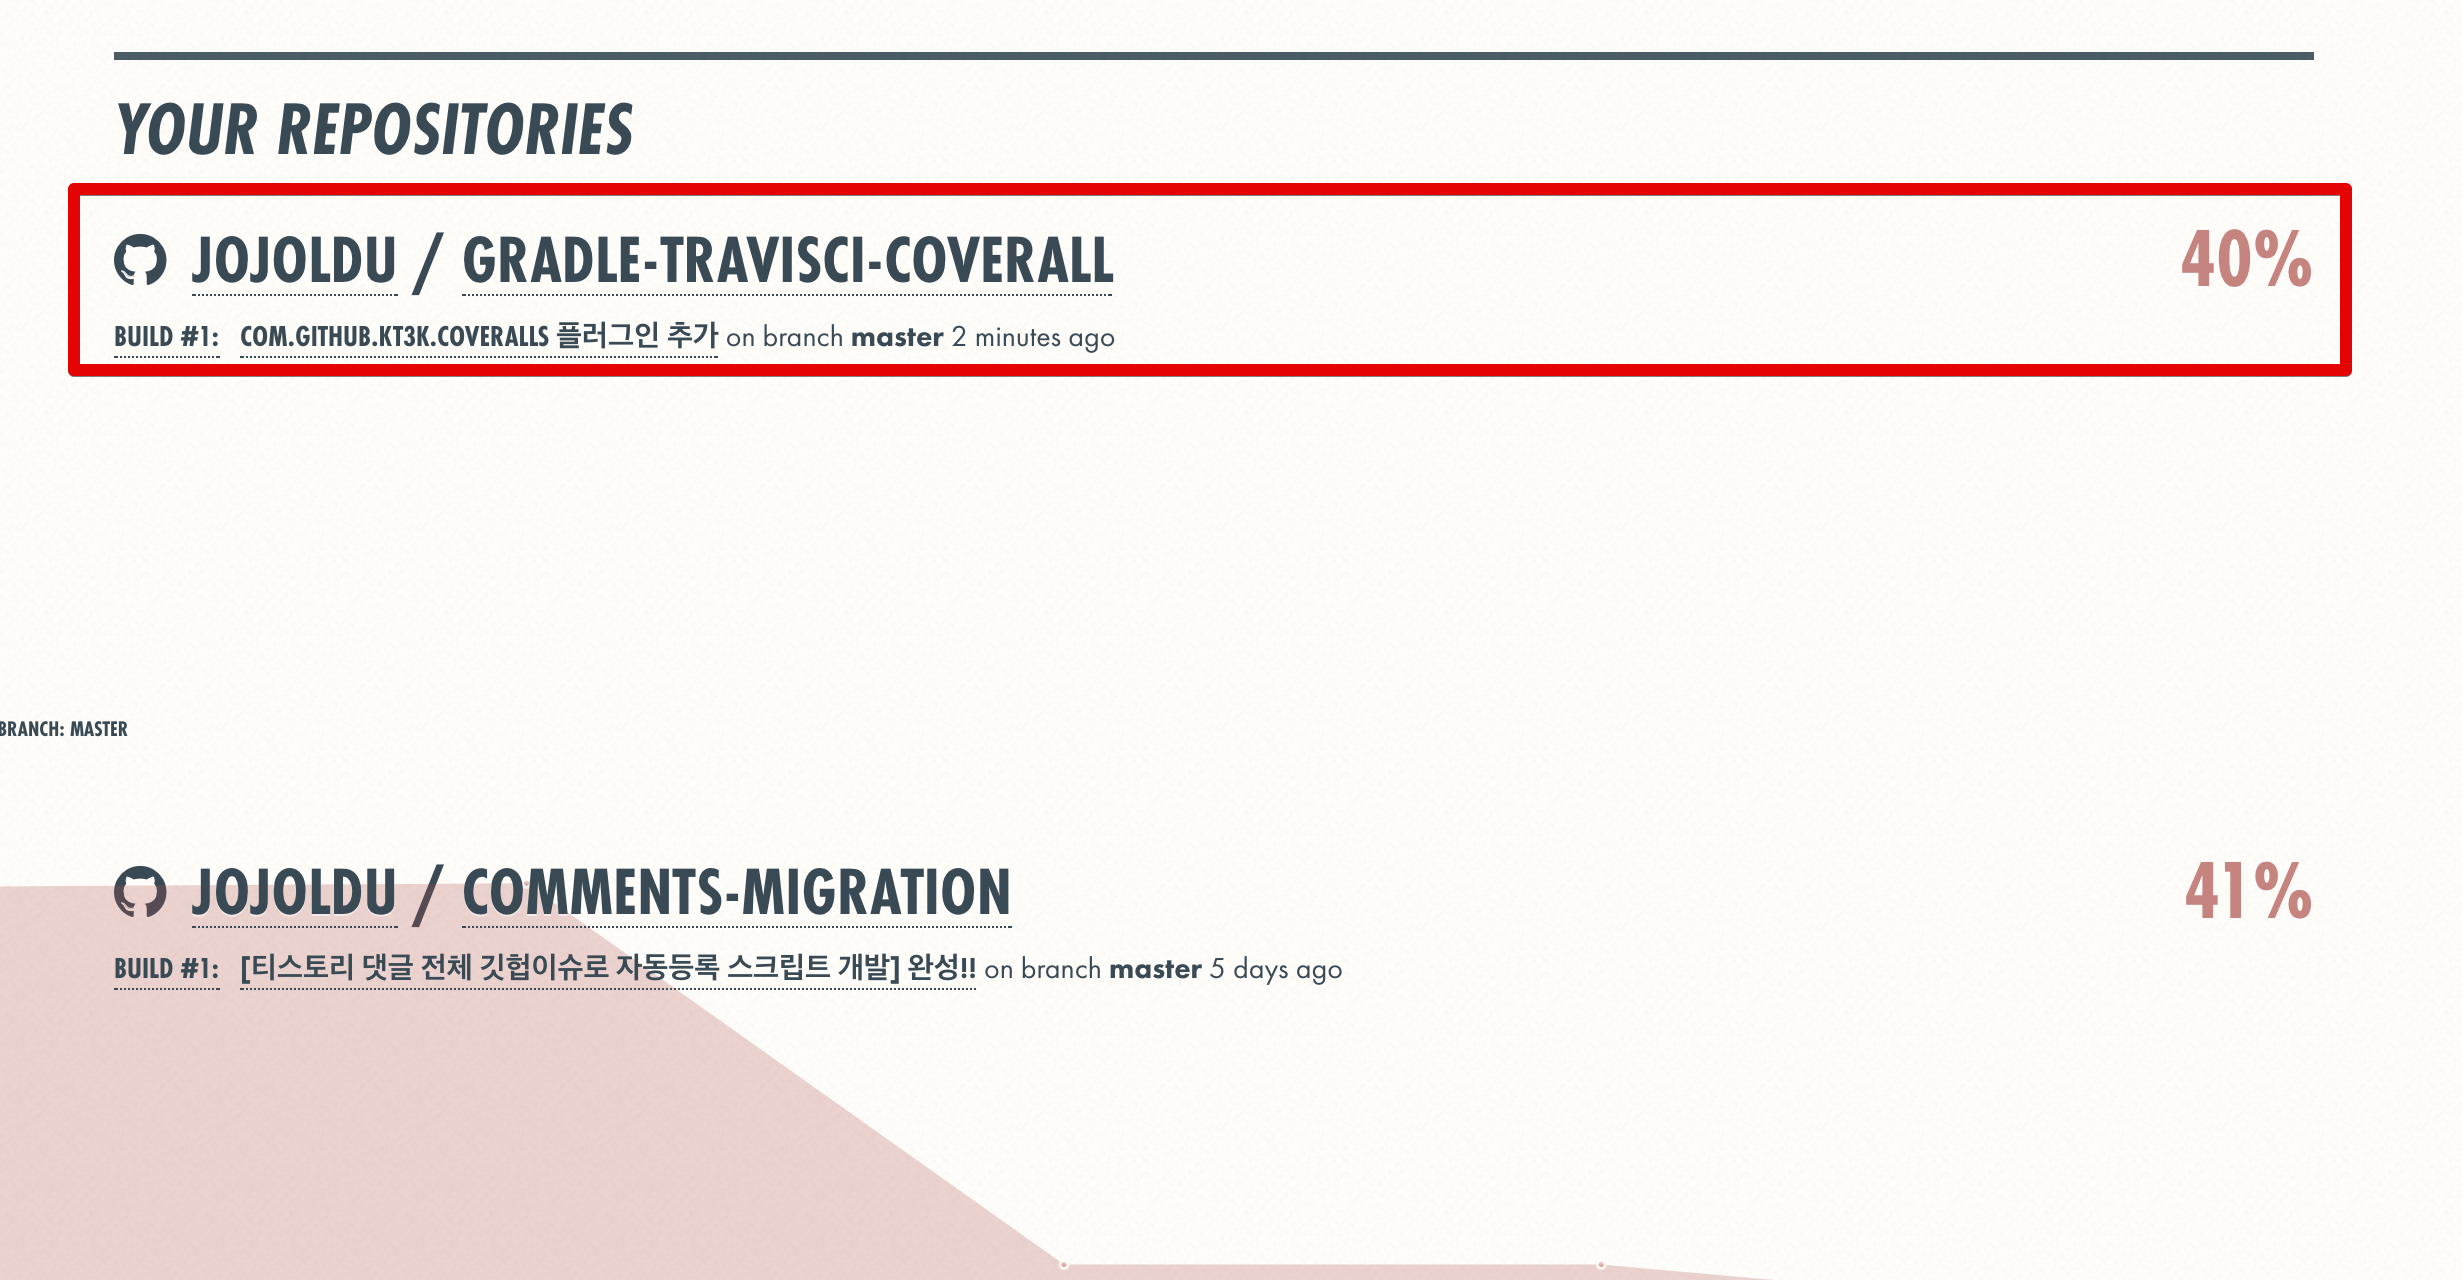 YOUR REPOSITORIES
JOJOLDU / GRADLE-TRAVISCI-COVERALL 40%
BUILD #1: COM.GITHUB.KT3K.COVERALLS 플러그인 추가 on branch master 2 minutes ago
BRANCH: MASTER
JOJOLDU / COMMENTS-MIGRATION 41%
BUILD #1: [티스토리 댓글 전체 깃헙이슈로 자동등록 스크립트 개발] 완성!! on branch master 5 days ago